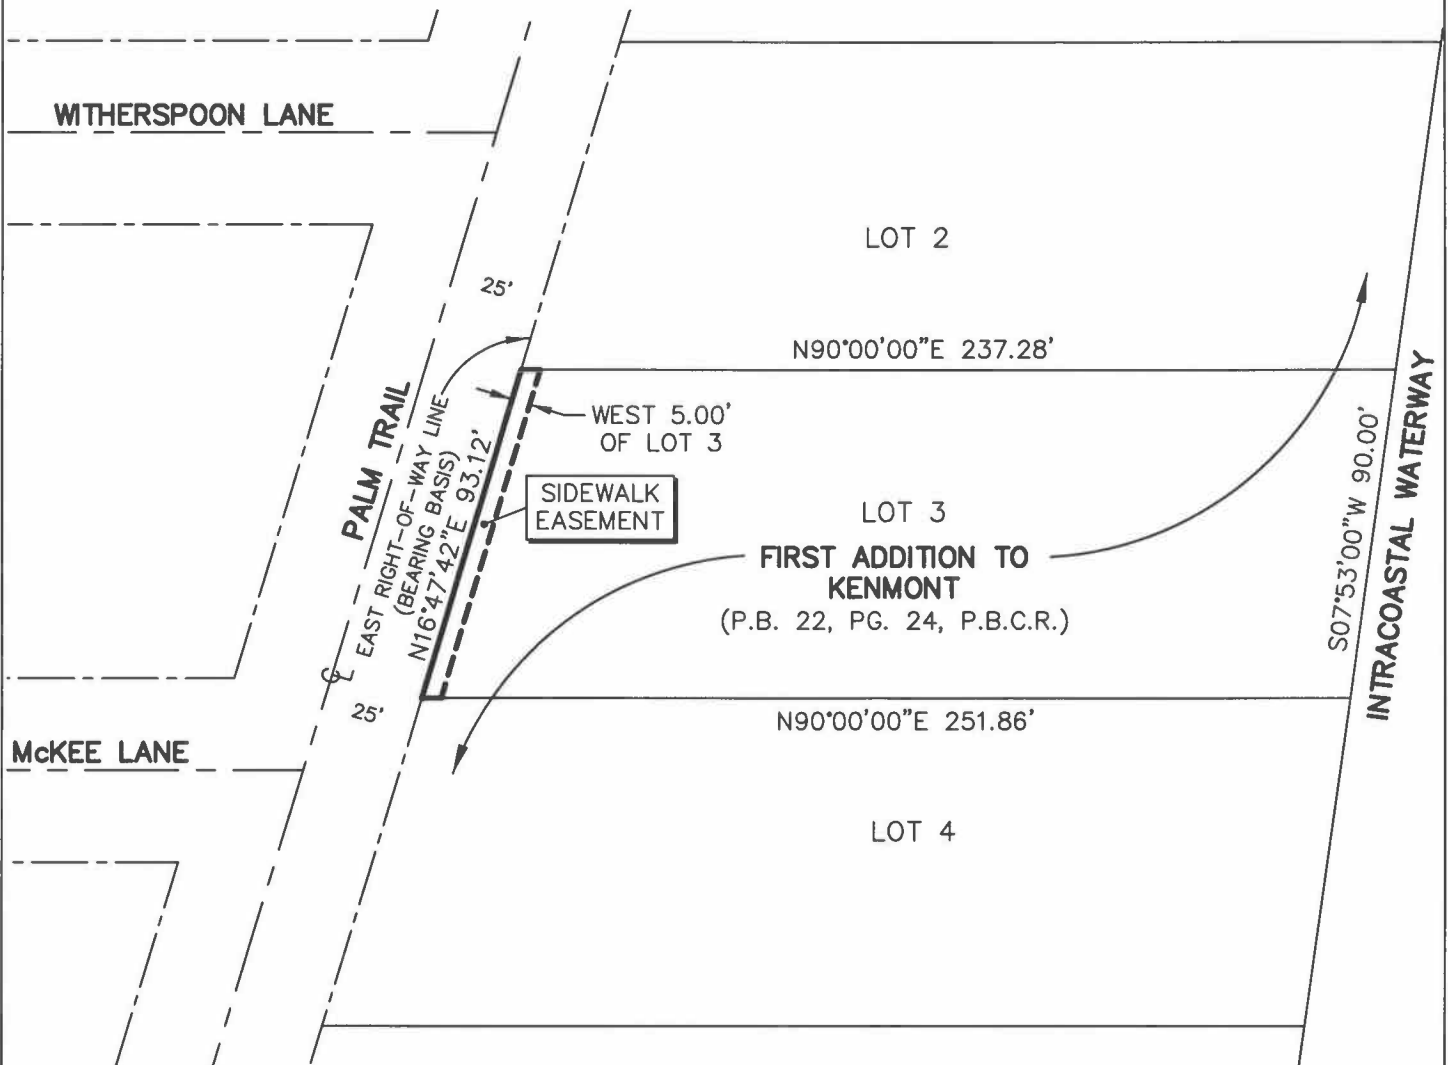 WITHERSPOON LANE
LOT 2
25'
N90°00'00"E 237.28'
PALM TRAIL
EAST RIGHT-OF-WAY LINE
(BEARING BASIS)
N16°47'42"E 93.12'
WEST 5.00'
OF LOT 3
SIDEWALK
EASEMENT
LOT 3
FIRST ADDITION TO
KENMONT
(P.B. 22, PG. 24, P.B.C.R.)
S07°53'00"W 90.00'
INTRACOASTAL WATERWAY
CL
25'
N90°00'00"E 251.86'
McKEE LANE
LOT 4